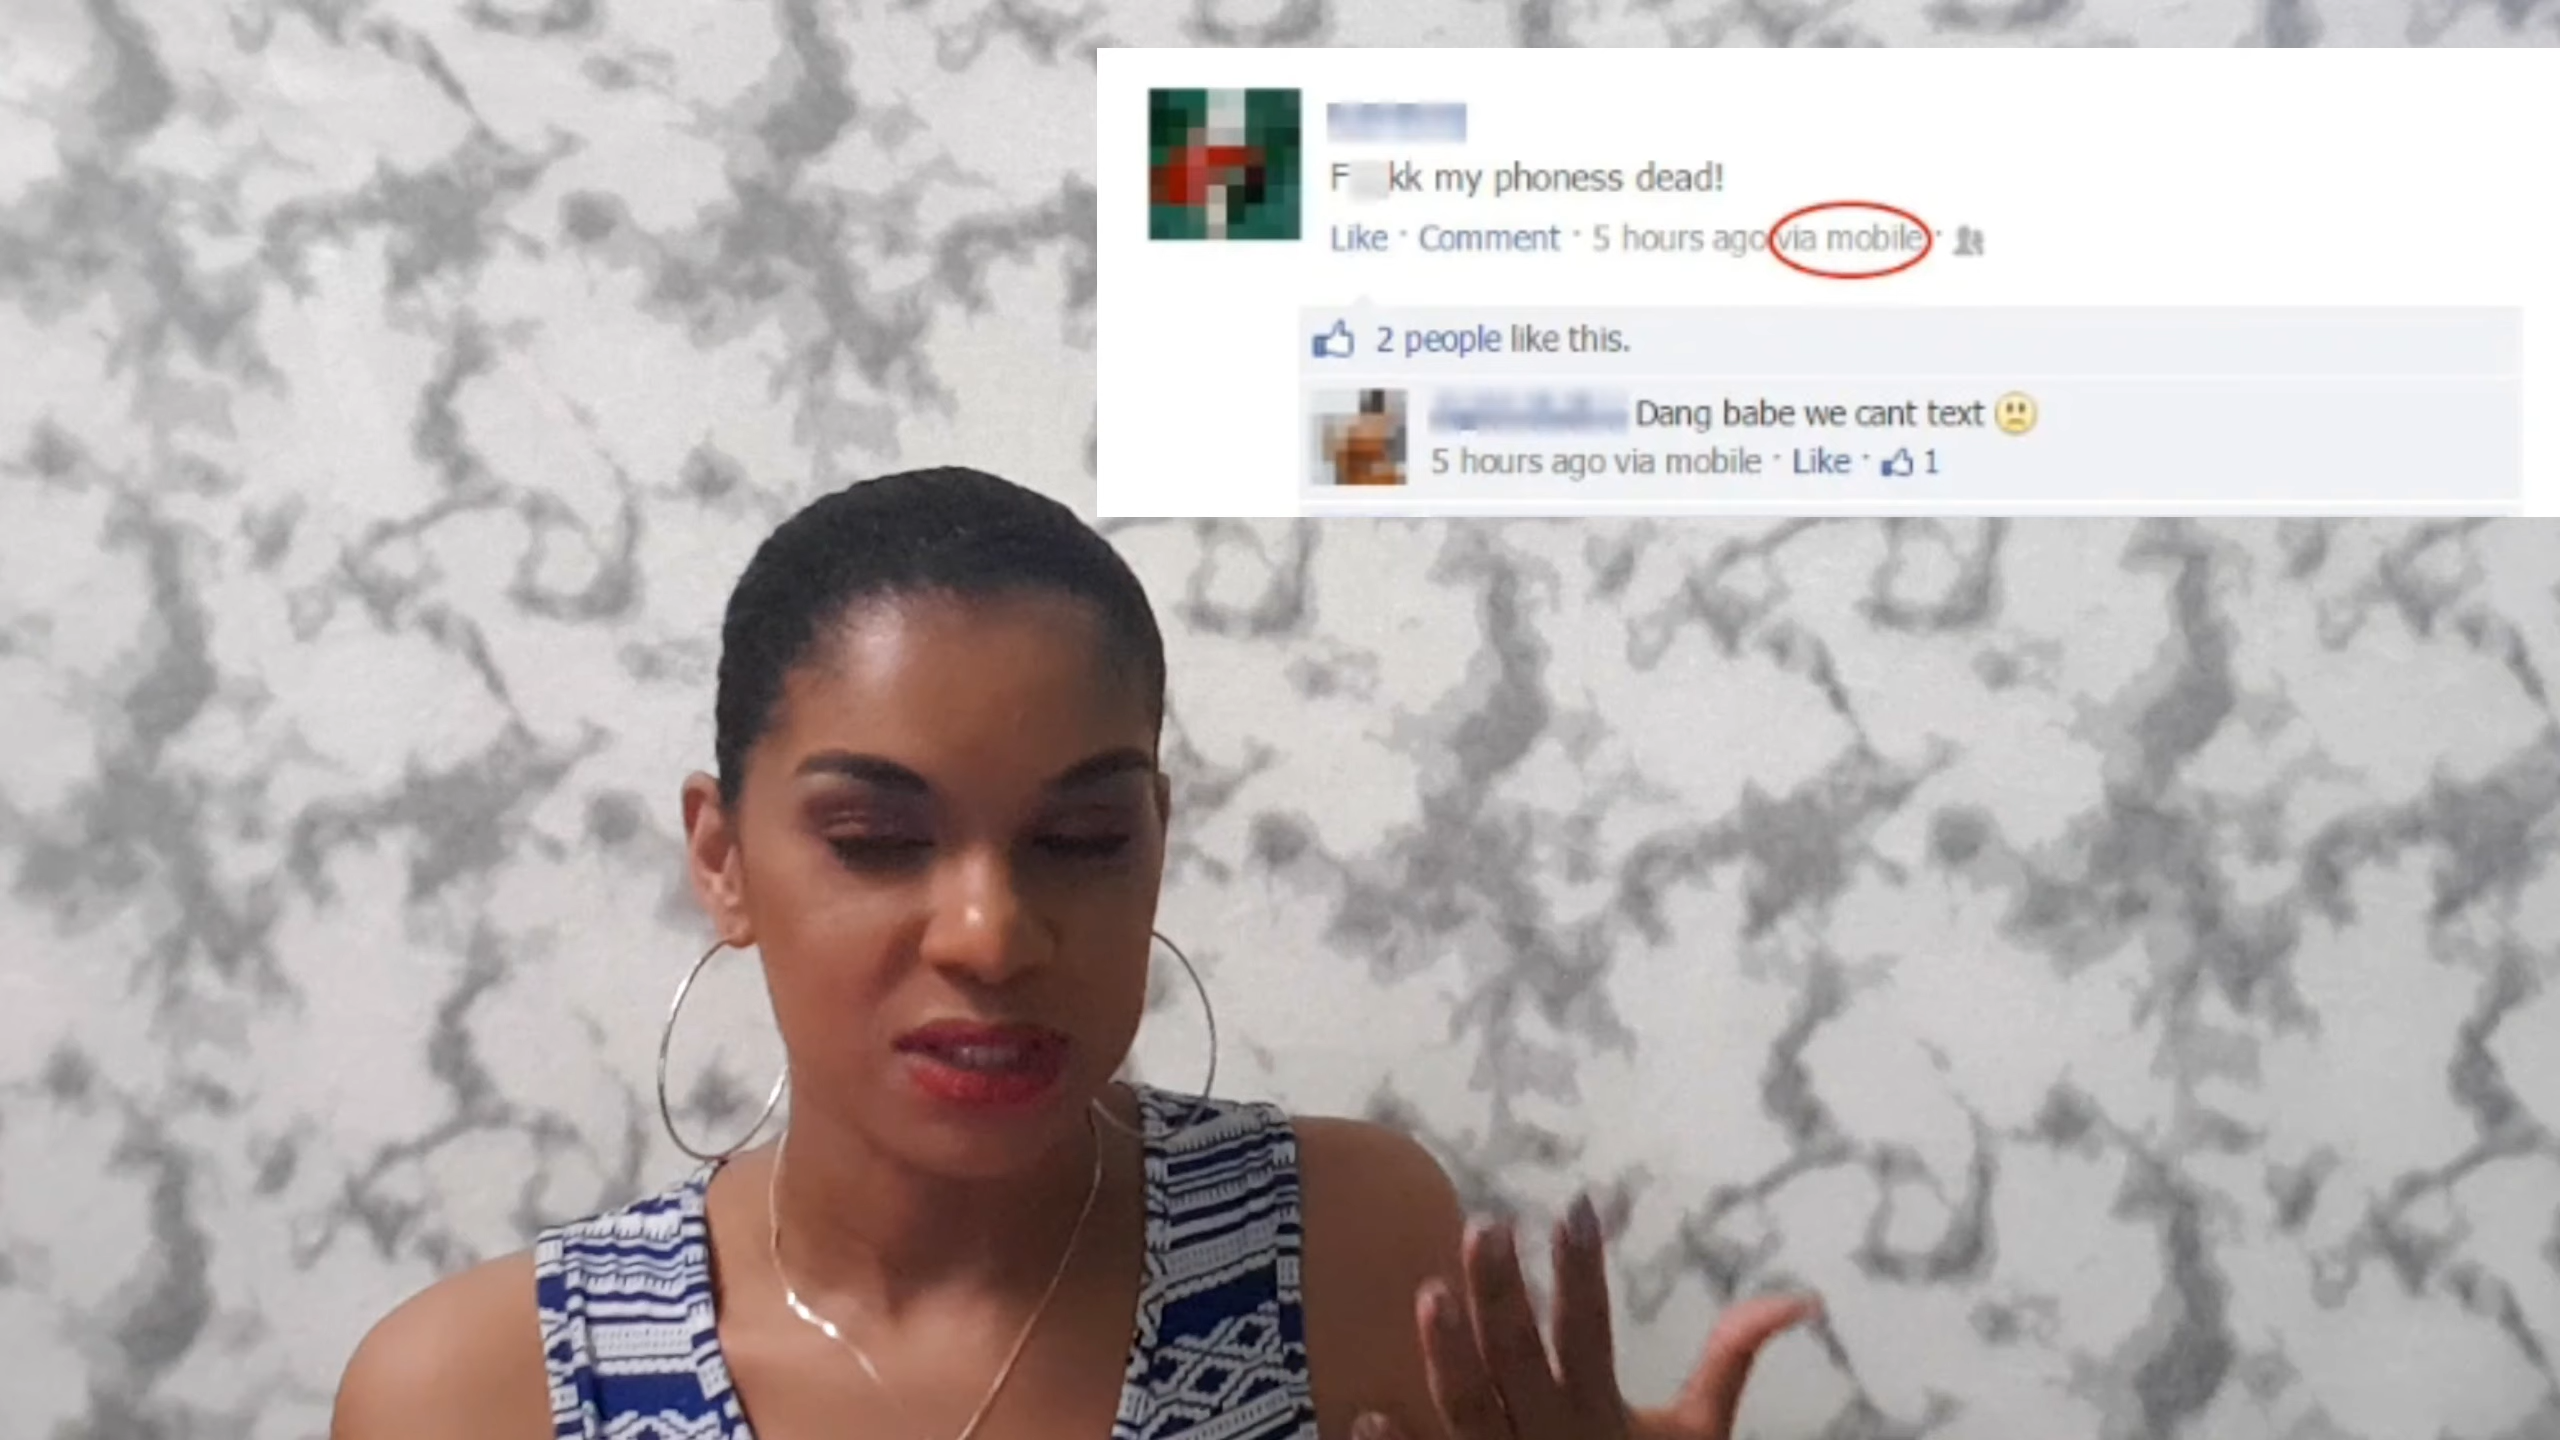 F kk my phoness dead!
Like · Comment · 5 hours ago via mobile ·
2 people like this.
Dang babe we cant text
5 hours ago via mobile · Like · 1